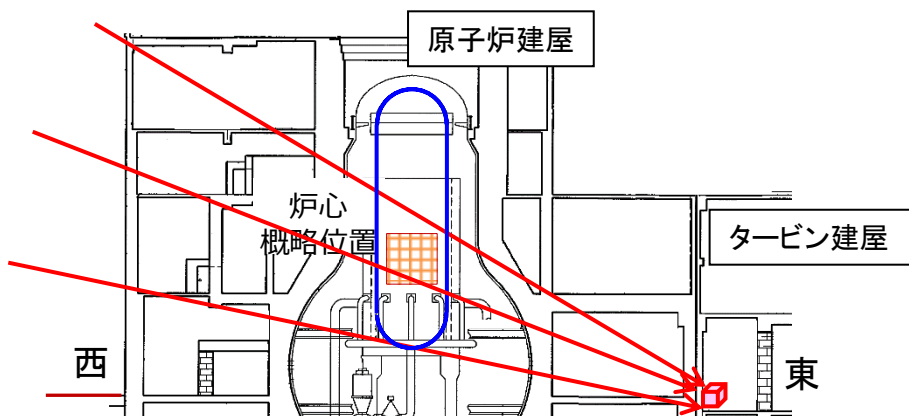 原子炉建屋
炉心
概略位置
タービン建屋
西
東